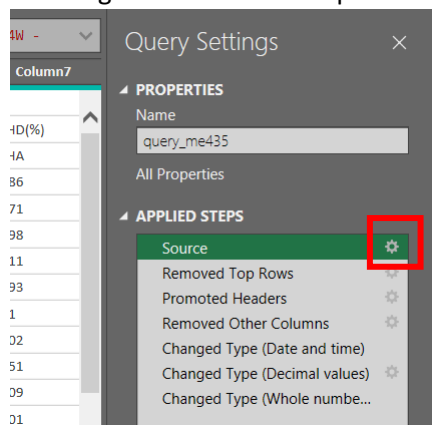 4W -
Query Settings
Column7
PROPERTIES
Name
HD(%)
query_me435
HA
All Properties
86
71
APPLIED STEPS
98
Source
11
Removed Top Rows
93
Promoted Headers
1
Removed Other Columns
02
Changed Type (Date and time)
51
Changed Type (Decimal values)
09
Changed Type (Whole numbe...
01